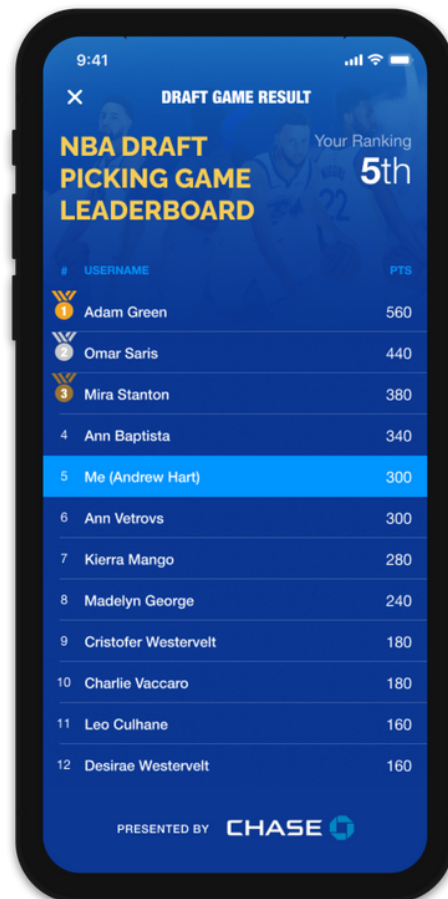 9:41
DRAFT GAME RESULT
NBA DRAFT
PICKING GAME
LEADERBOARD
Your Ranking
5th
# USERNAME PTS
1 Adam Green 560
2 Omar Saris 440
3 Mira Stanton 380
4 Ann Baptista 340
5 Me (Andrew Hart) 300
6 Ann Vetrovs 300
7 Kierra Mango 280
8 Madelyn George 240
9 Cristofer Westervelt 180
10 Charlie Vaccaro 180
11 Leo Culhane 160
12 Desirae Westervelt 160
PRESENTED BY CHASE
22